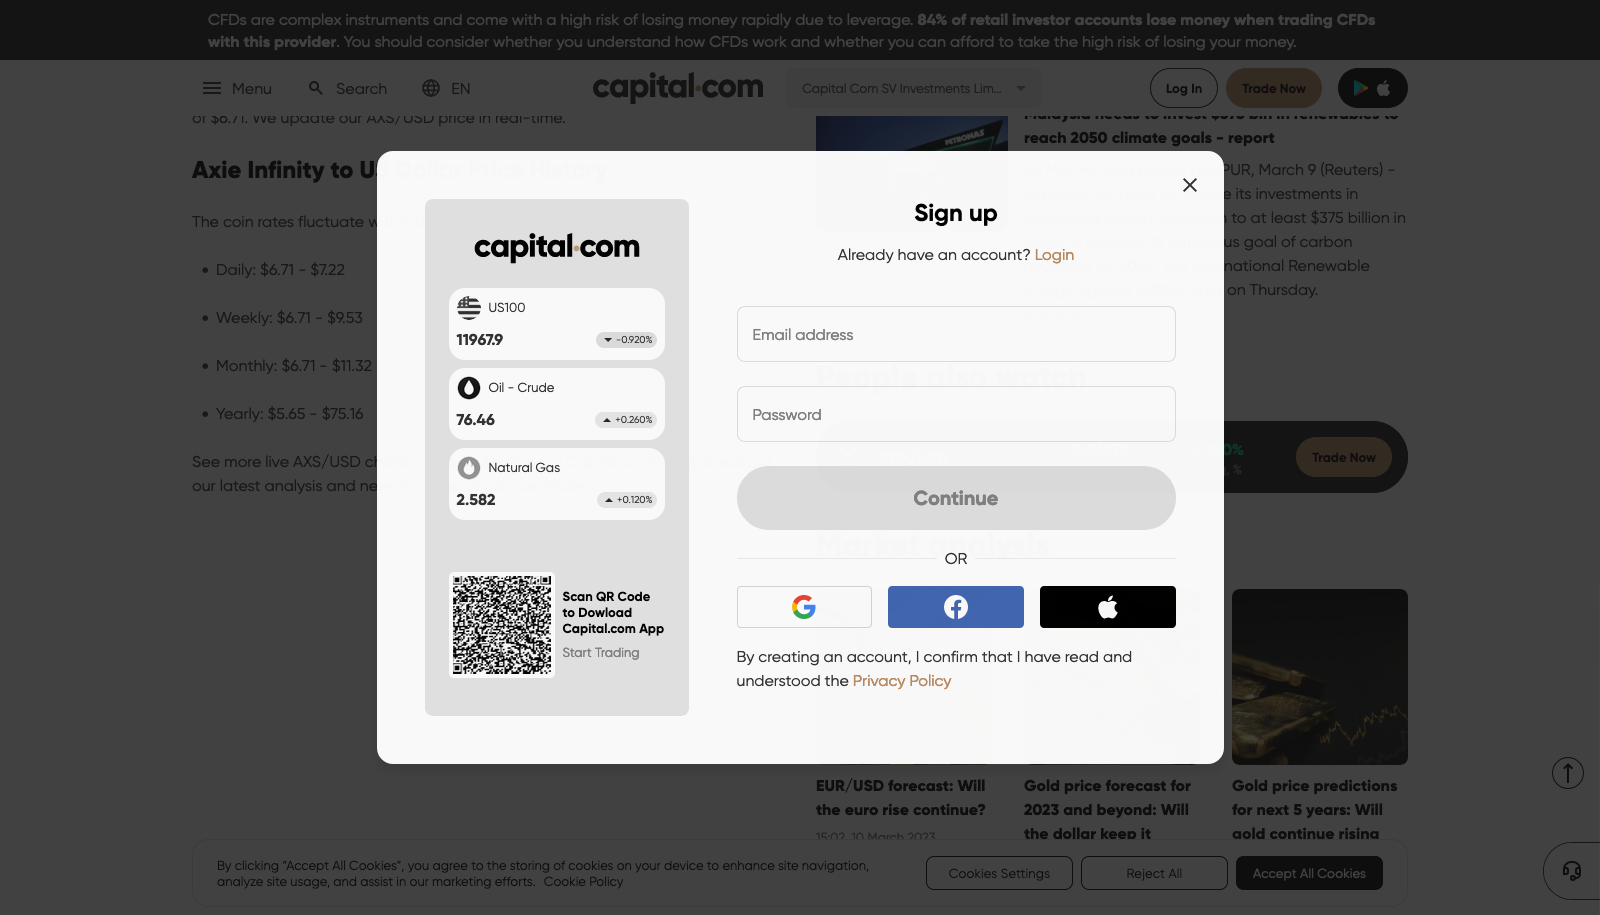 CFDs are complex instruments and come with a high risk of losing money rapidly due to leverage. 84% of retail investor accounts lose money when trading CFDs
with this provider. You should consider whether you understand how CFDs work and whether you can afford to take the high risk of losing your money.
Menu
Search
EN
capital.com
Capital Com SV Investments Lim...
Log In
Trade Now
of $6.71. We update our AXS/USD price in real-time.
Axie Infinity to US Dollar Price History
The coin rates fluctuate
Daily: $6.71 - $7.22
Weekly: $6.71 - $9.53
Monthly: $6.71 - $11.32
Yearly: $5.65 - $75.16
See more live AXS/USD
our latest analysis and
Malaysia needs to invest $375 bln in renewables to
reach 2050 climate goals - report
PETRONAS
PUR, March 9 (Reuters) -
its investments in
to at least $375 billion in
goal of carbon
Renewable
on Thursday.
People also watch
0%
%
Trade Now
Market analysis
Sign up
Already have an account? Login
Email address
Password
Continue
OR
By creating an account, I confirm that I have read and
understood the Privacy Policy
capital.com
US100
11967.9
-0.920%
Oil - Crude
76.46
+0.260%
Natural Gas
2.582
+0.120%
Scan QR Code
to Dowload
Capital.com App
Start Trading
EUR/USD forecast: Will
the euro rise continue?
15:02, 10 March 2023
Gold price forecast for
2023 and beyond: Will
the dollar keep it
Gold price predictions
for next 5 years: Will
gold continue rising
By clicking "Accept All Cookies", you agree to the storing of cookies on your device to enhance site navigation,
analyze site usage, and assist in our marketing efforts. Cookie Policy
Cookies Settings
Reject All
Accept All Cookies